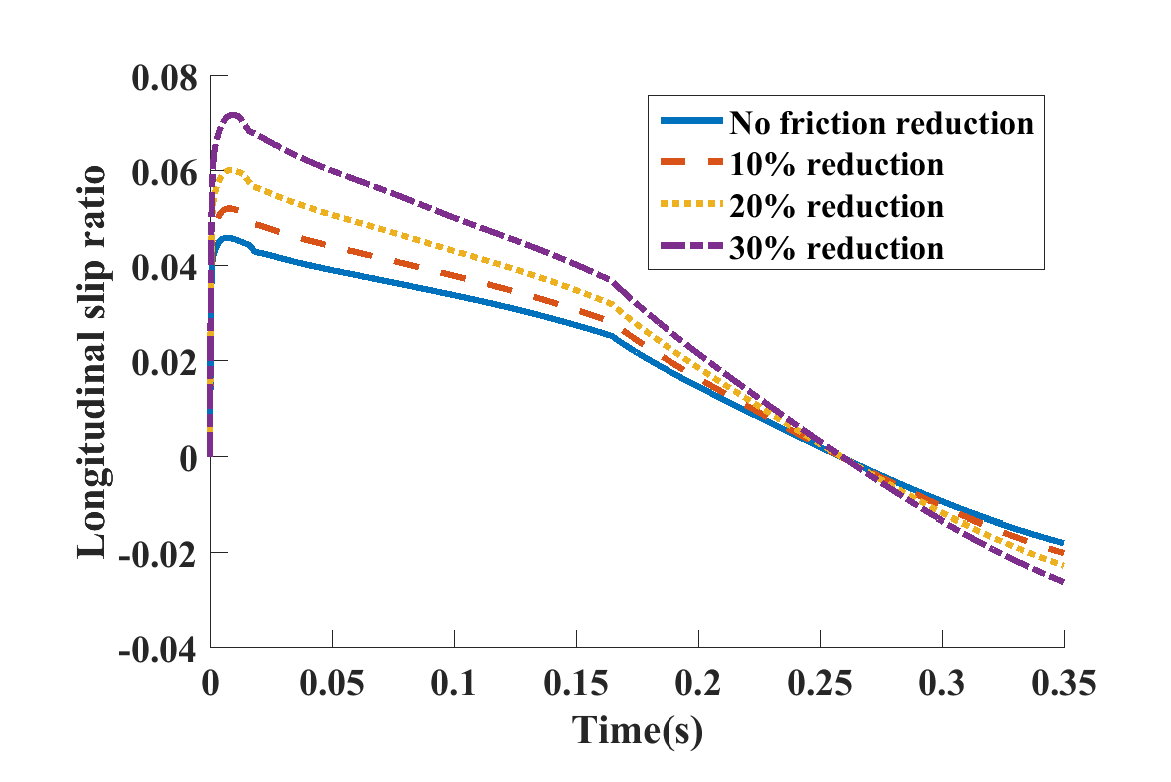 0.08
0.06
0.04
0.02
0
-0.02
-0.04
Longitudinal slip ratio
No friction reduction
10% reduction
20% reduction
30% reduction
0 0.05 0.1 0.15 0.2 0.25 0.3 0.35
Time(s)